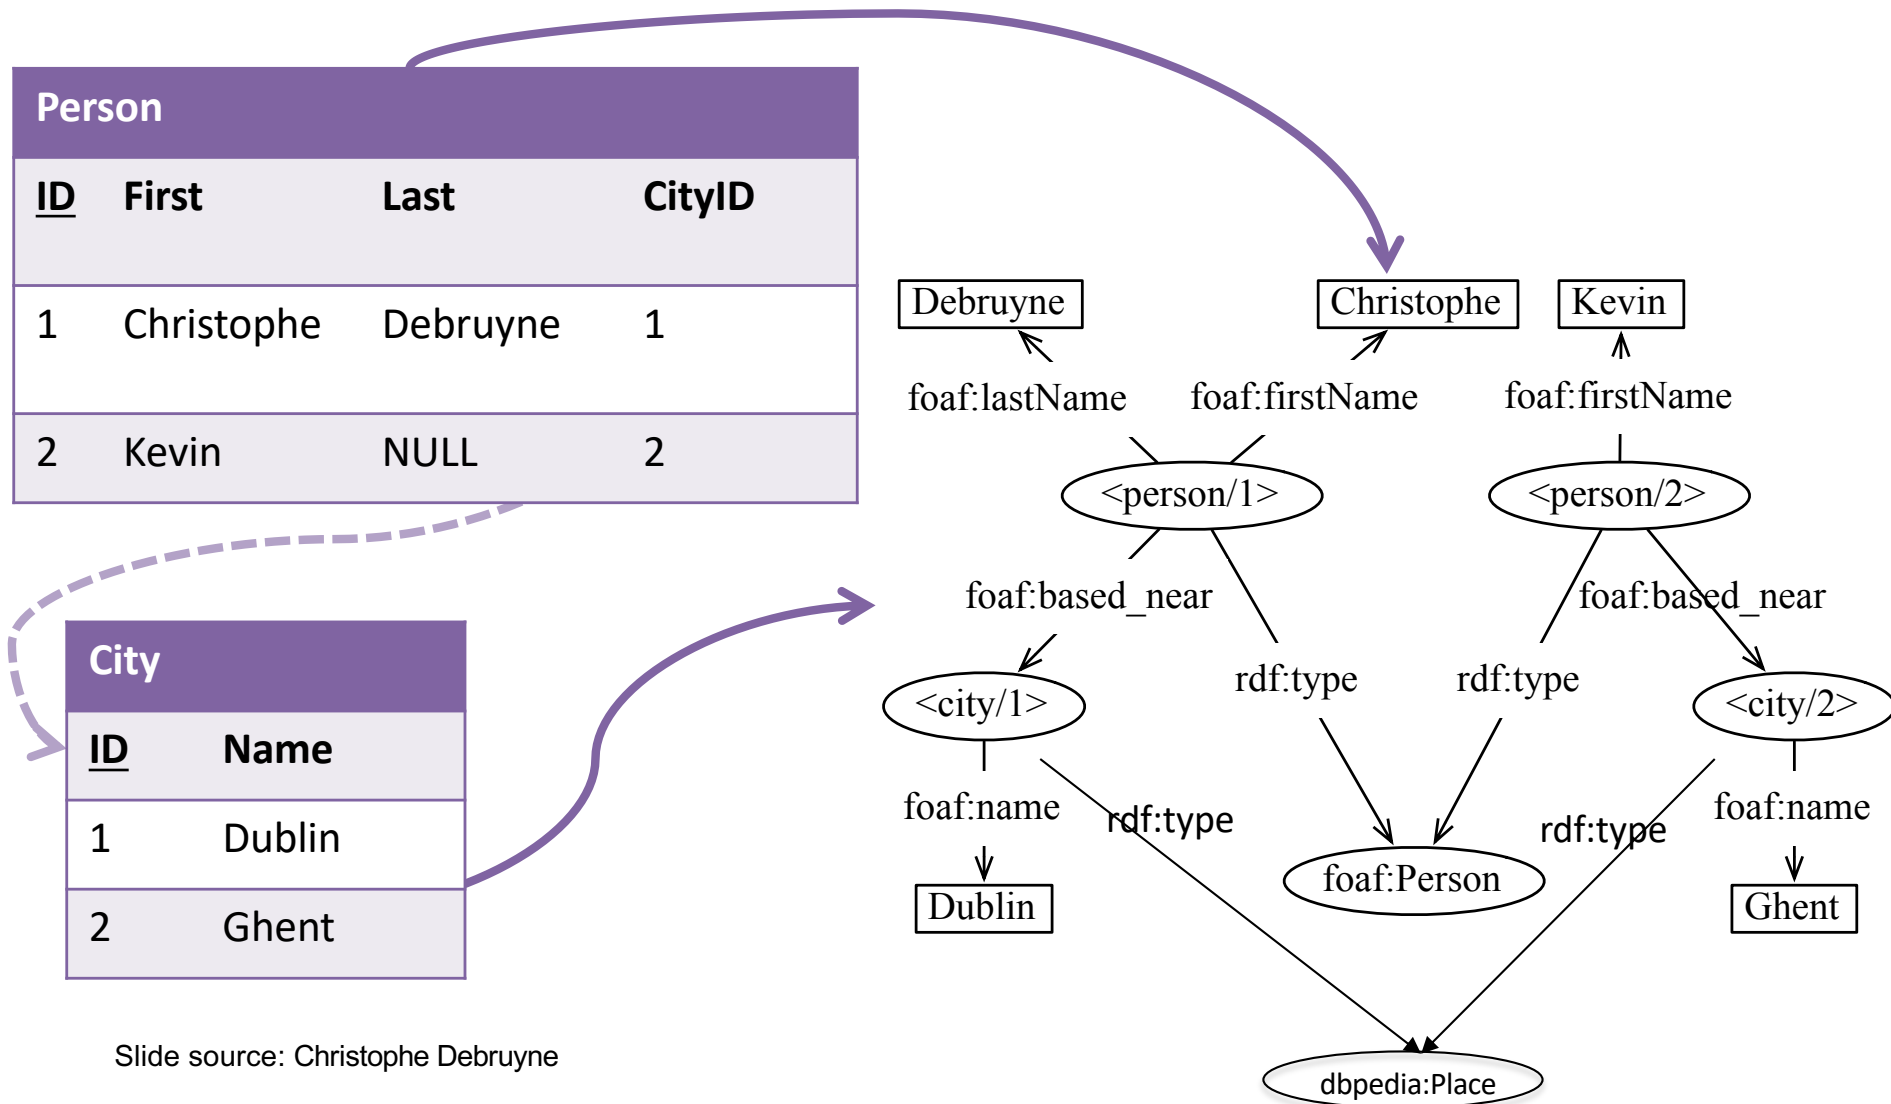 Person
ID First Last CityID
1 Christophe Debruyne 1
2 Kevin NULL 2
City
ID Name
1 Dublin
2 Ghent
Slide source: Christophe Debruyne
Debruyne Christophe Kevin
foaf:lastName foaf:firstName foaf:firstName
<person/1> <person/2>
foaf:based_near foaf:based_near
rdf:type rdf:type
<city/1> <city/2>
foaf:name rdf:type rdf:type foaf:name
Dublin foaf:Person Ghent
dbpedia:Place